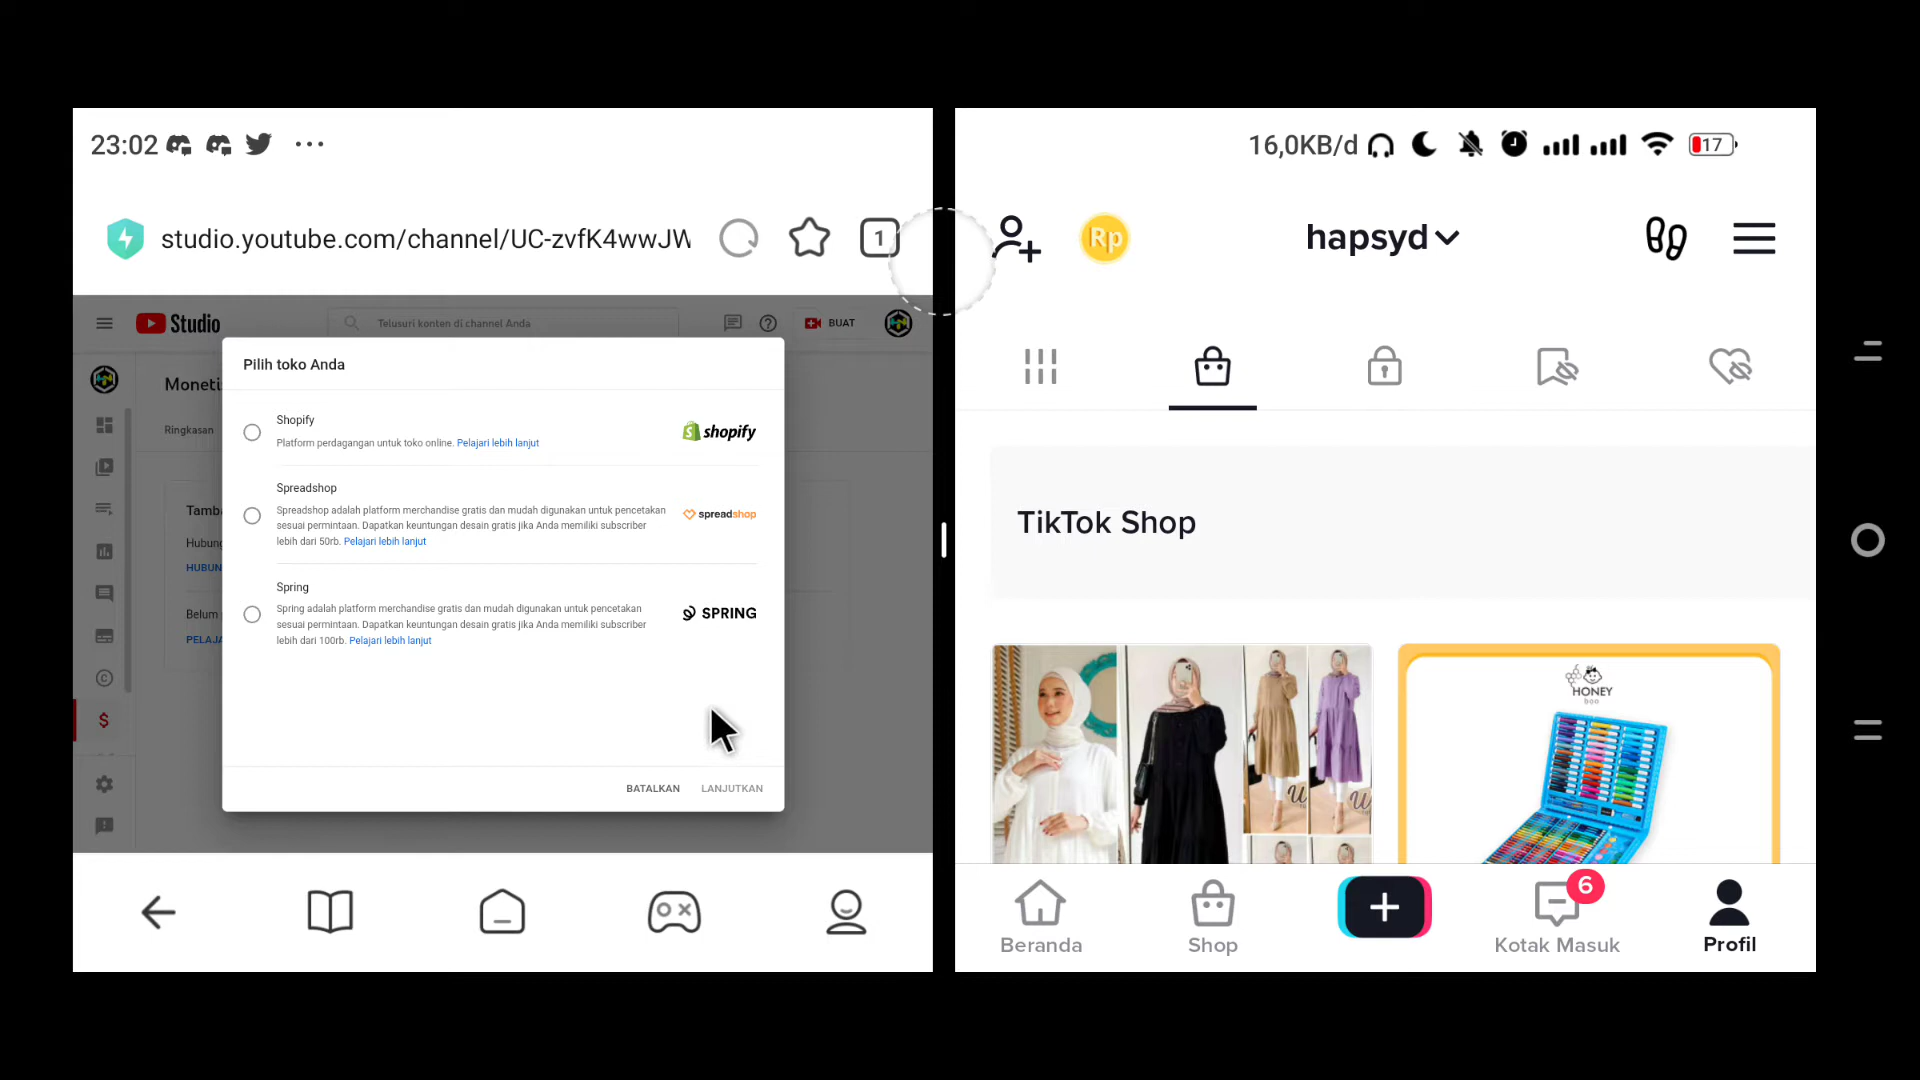 23:02
studio.youtube.com/channel/UC-zvfK4wwJW
1
Studio
Telusuri konten di channel Anda
BUAT
Moneti
Ringkasan
Tamba
Hubung
HUBUN
Belum
PELAJA
Pilih toko Anda
Shopify
Platform perdagangan untuk toko online. Pelajari lebih lanjut
shopify
Spreadshop
Spreadshop adalah platform merchandise gratis dan mudah digunakan untuk pencetakan
sesuai permintaan. Dapatkan keuntungan desain gratis jika Anda memiliki subscriber
lebih dari 50rb. Pelajari lebih lanjut
spreadshop
Spring
Spring adalah platform merchandise gratis dan mudah digunakan untuk pencetakan
sesuai permintaan. Dapatkan keuntungan desain gratis jika Anda memiliki subscriber
lebih dari 100rb. Pelajari lebih lanjut
SPRING
BATALKAN LANJUTKAN
16,0KB/d
17
Rp
hapsyd
TikTok Shop
HONEY
BOO
Beranda
Shop
6
Kotak Masuk
Profil